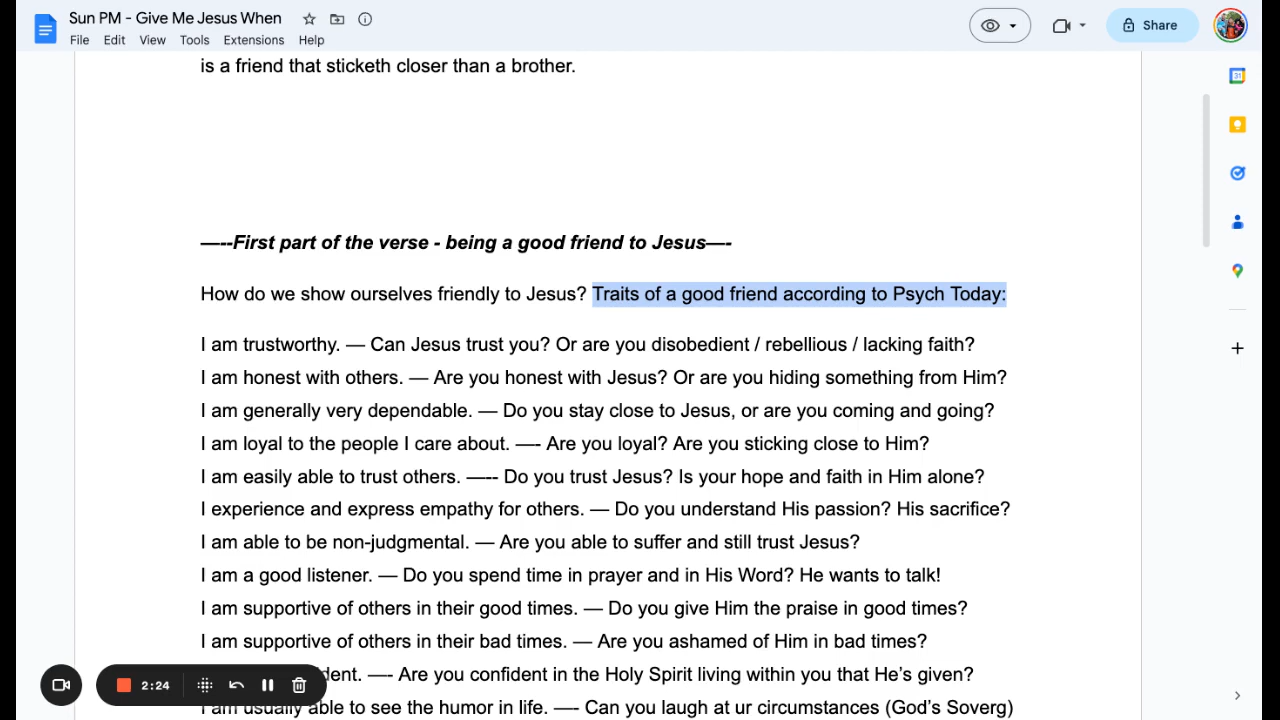 Sun PM - Give Me Jesus When
File Edit View Tools Extensions Help
Share
31
is a friend that sticketh closer than a brother.
—--First part of the verse - being a good friend to Jesus—-
How do we show ourselves friendly to Jesus? Traits of a good friend according to Psych Today:
I am trustworthy. — Can Jesus trust you? Or are you disobedient / rebellious / lacking faith?
I am honest with others. — Are you honest with Jesus? Or are you hiding something from Him?
I am generally very dependable. — Do you stay close to Jesus, or are you coming and going?
I am loyal to the people I care about. —- Are you loyal? Are you sticking close to Him?
I am easily able to trust others. —-- Do you trust Jesus? Is your hope and faith in Him alone?
I experience and express empathy for others. — Do you understand His passion? His sacrifice?
I am able to be non-judgmental. — Are you able to suffer and still trust Jesus?
I am a good listener. — Do you spend time in prayer and in His Word? He wants to talk!
I am supportive of others in their good times. — Do you give Him the praise in good times?
I am supportive of others in their bad times. — Are you ashamed of Him in bad times?
dent. —- Are you confident in the Holy Spirit living within you that He's given?
2:24
I am usually able to see the humor in life. —- Can you laugh at ur circumstances (God's Soverg)